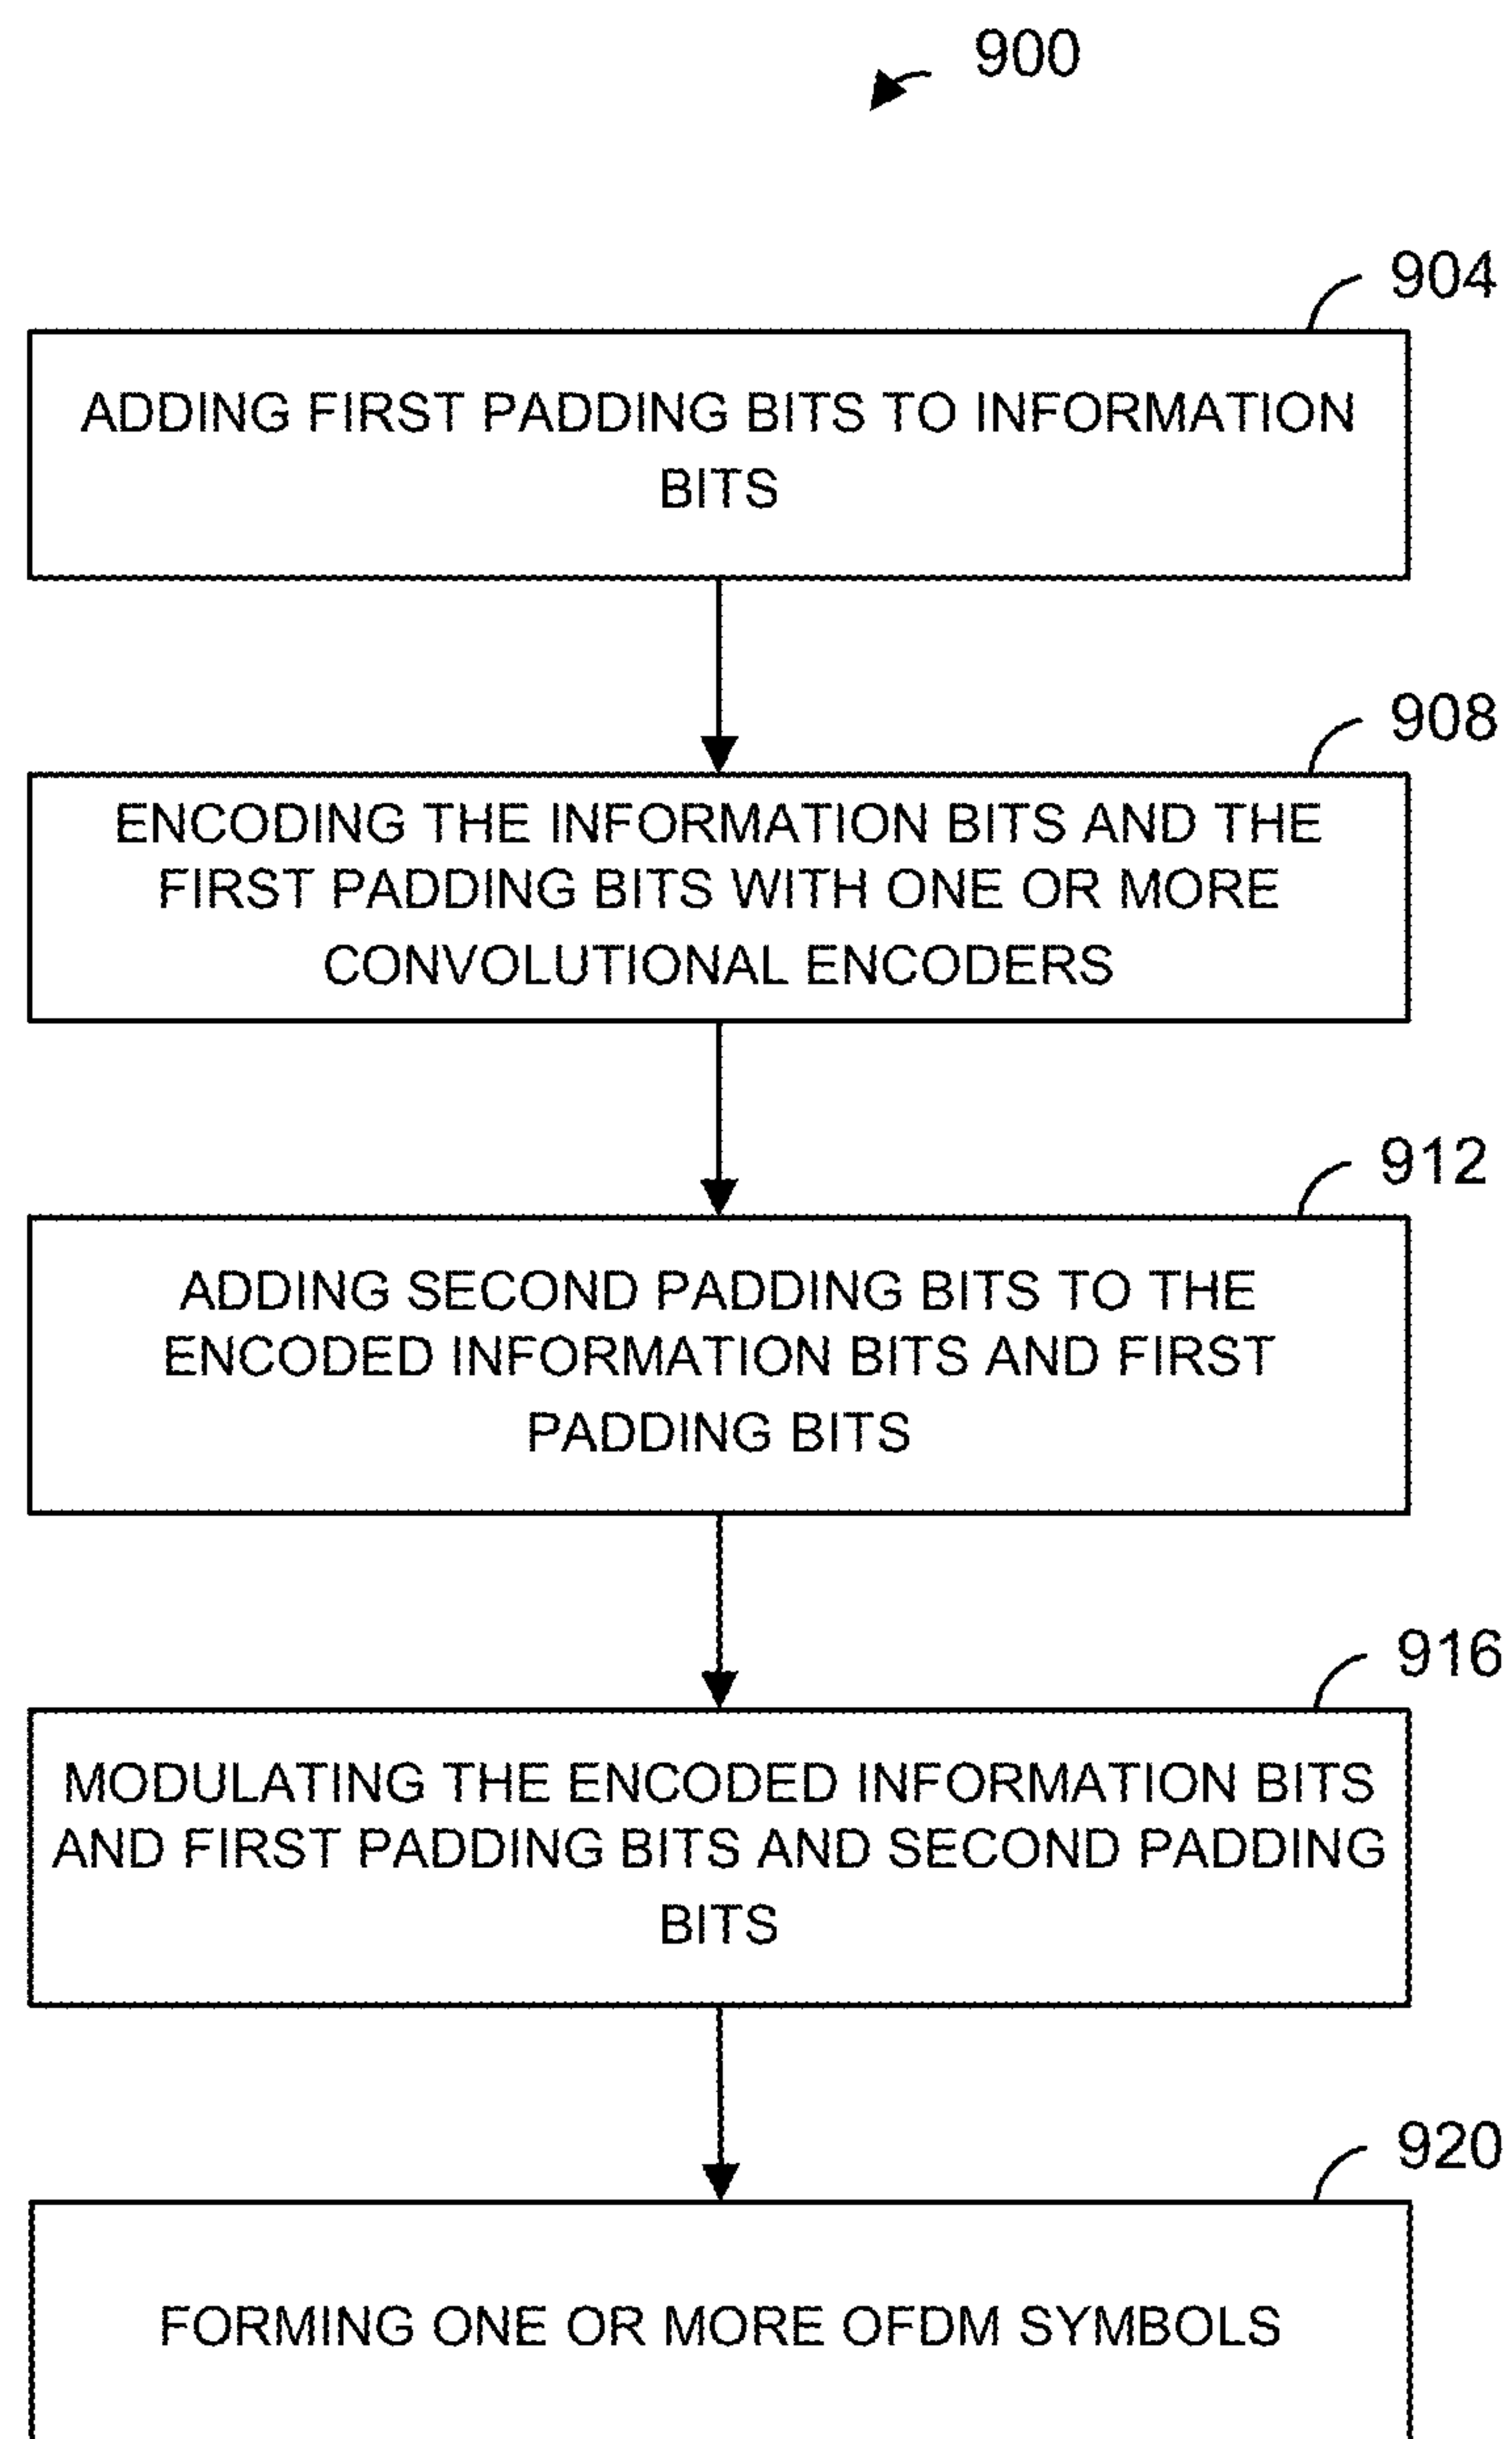 900
904
ADDING FIRST PADDING BITS TO INFORMATION
BITS
908
ENCODING THE INFORMATION BITS AND THE
FIRST PADDING BITS WITH ONE OR MORE
CONVOLUTIONAL ENCODERS
912
ADDING SECOND PADDING BITS TO THE
ENCODED INFORMATION BITS AND FIRST
PADDING BITS
916
MODULATING THE ENCODED INFORMATION BITS
AND FIRST PADDING BITS AND SECOND PADDING
BITS
920
FORMING ONE OR MORE OFDM SYMBOLS